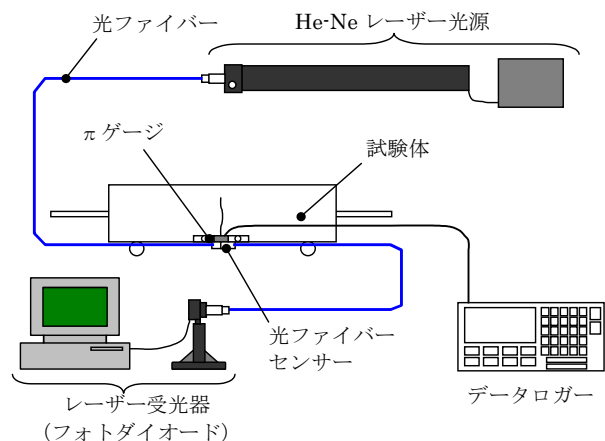 光ファイバー
He-Ne レーザー光源
π ゲージ
試験体
光ファイバー
センサー
データロガー
レーザー受光器
（フォトダイオード）